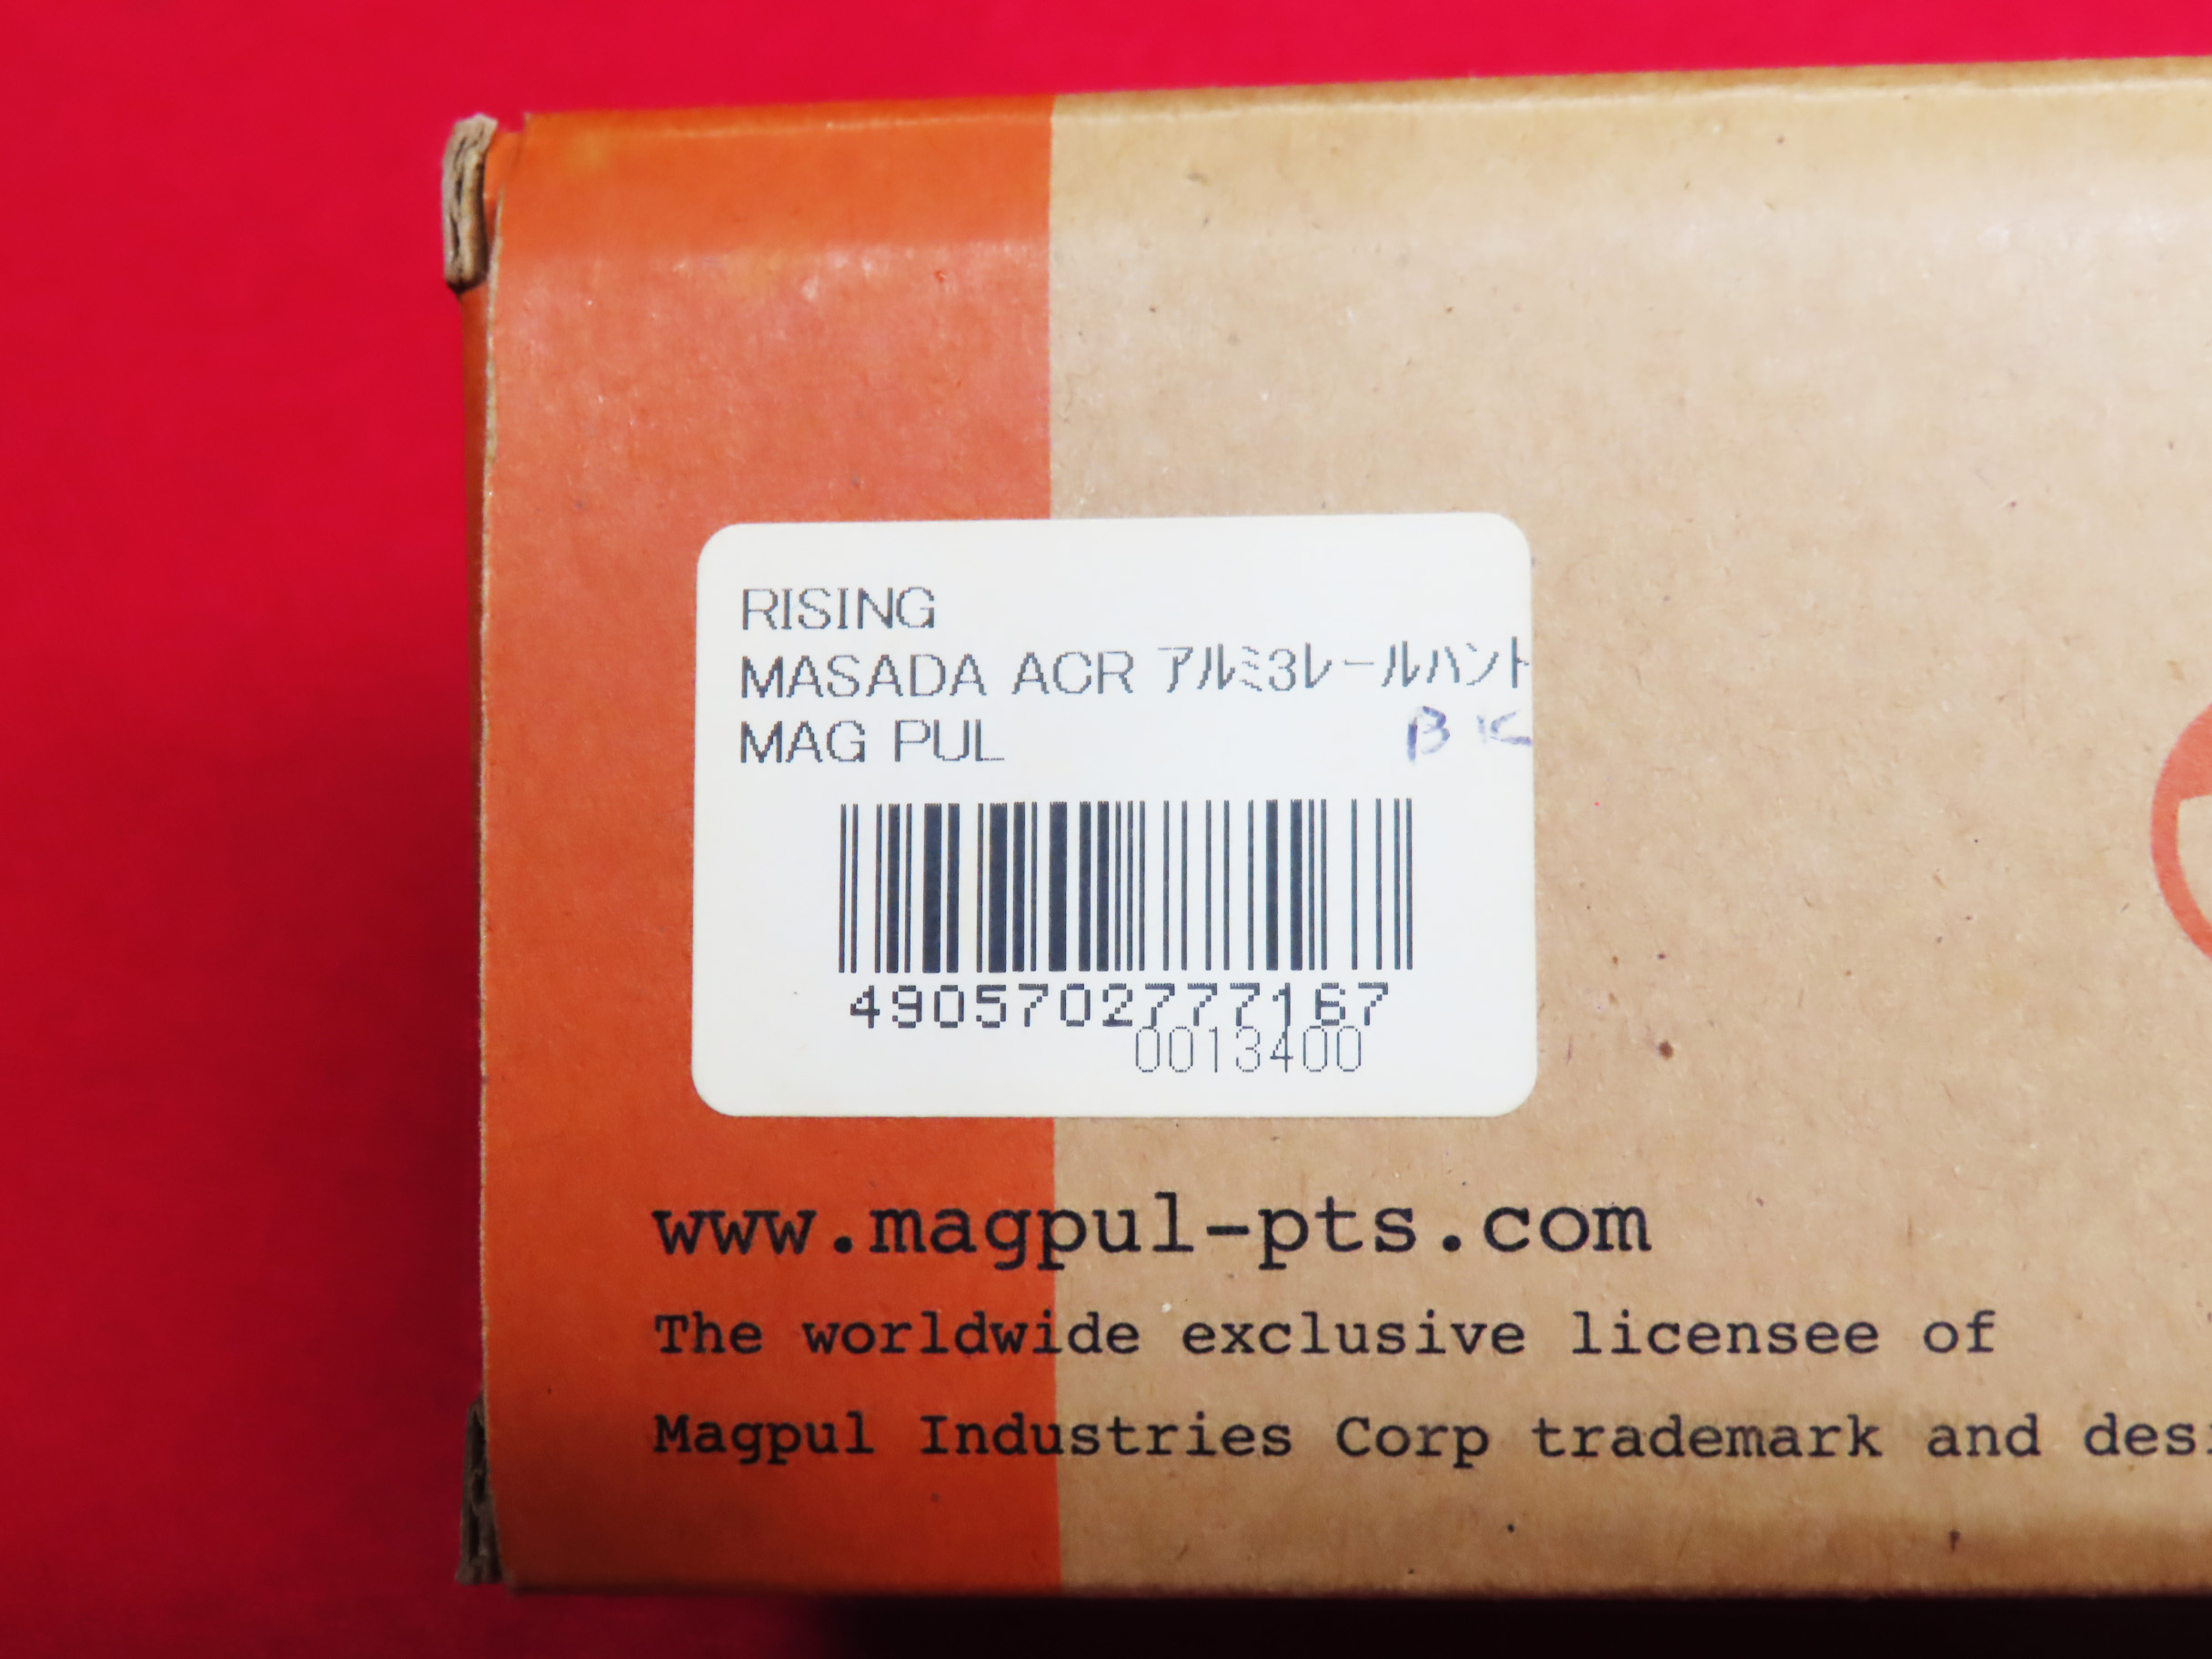 RISING
MASADA ACR アルミ3レールハント
MAG PUL
BK
4905702777167
0013400
www.magpul-pts.com
The worldwide exclusive licensee of
Magpul Industries Corp trademark and desi